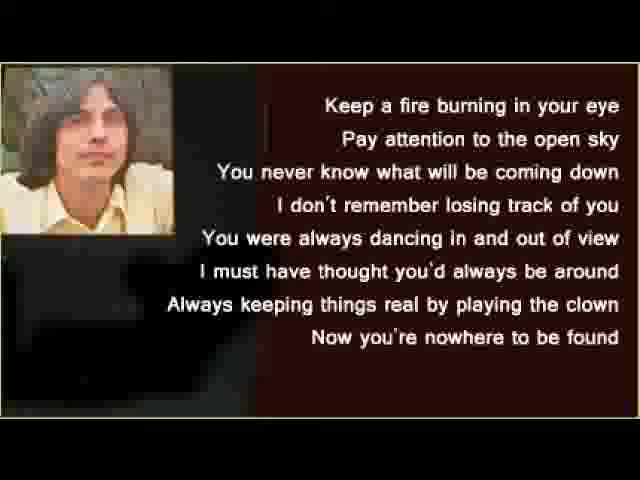 Keep a fire burning in your eye
Pay attention to the open sky
You never know what will be coming down
I don't remember losing track of you
You were always dancing in and out of view
I must have thought you'd always be around
Always keeping things real by playing the clown
Now you're nowhere to be found